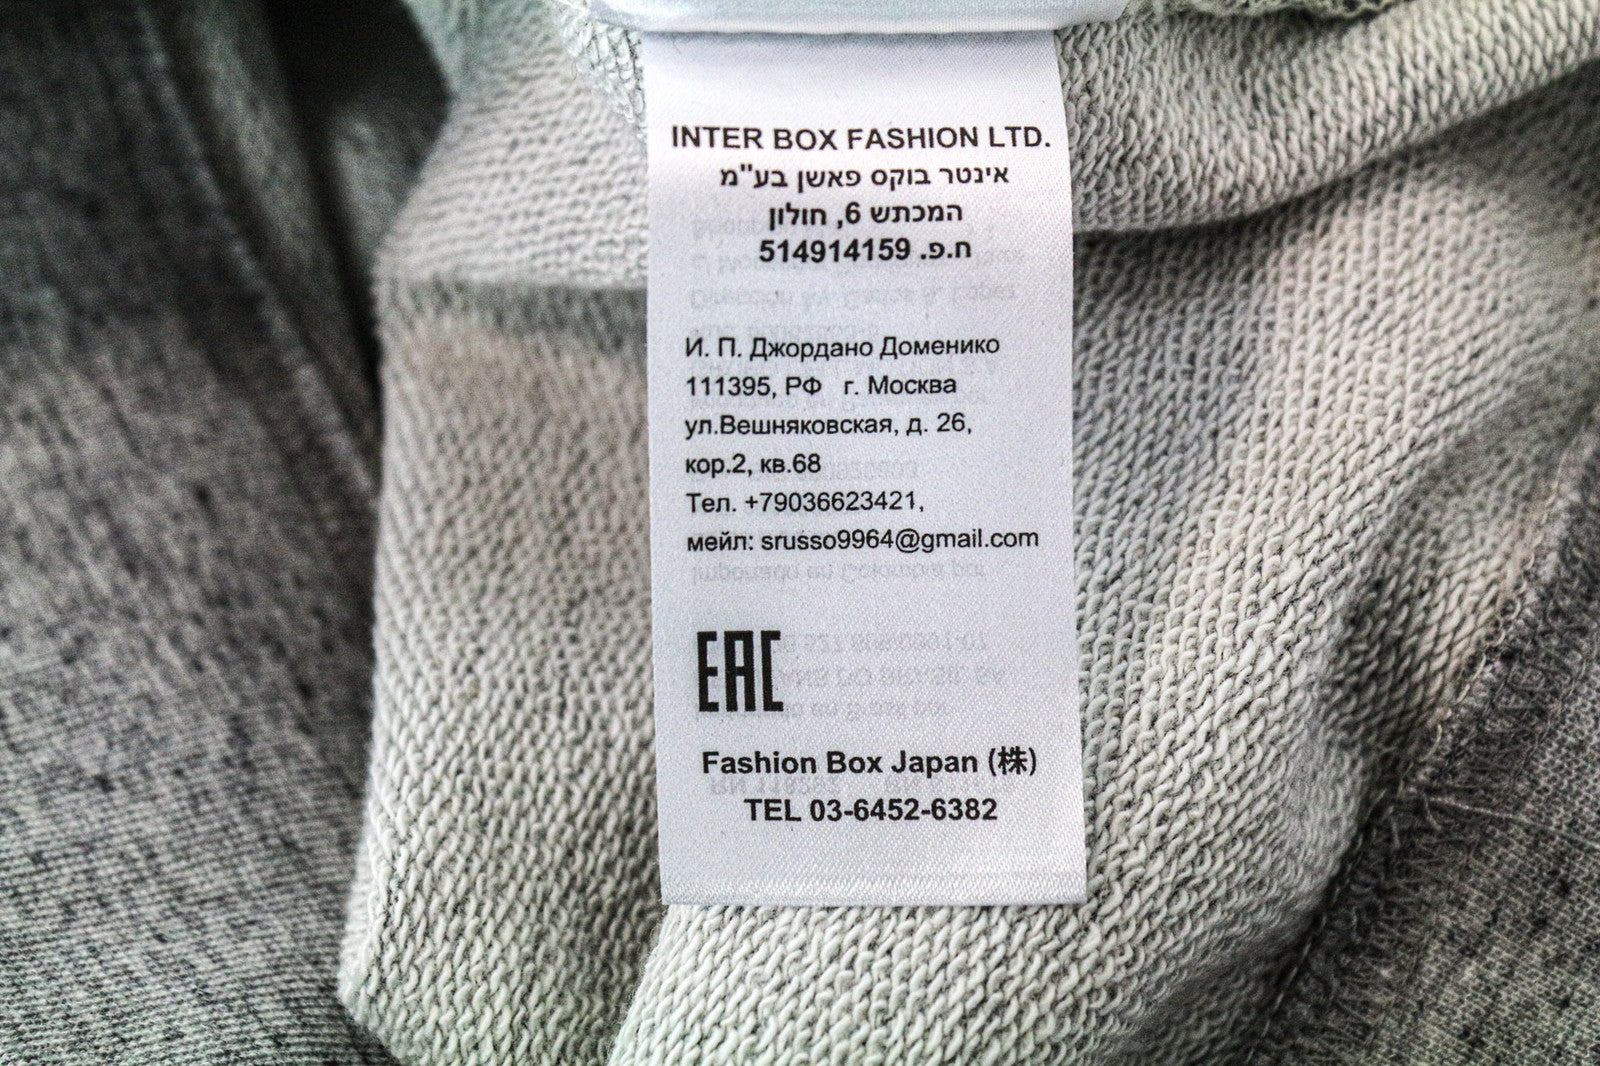 INTER BOX FASHION LTD.
אינטר בוקס פאשן בע"מ
המכתש 6, חולון
ח.פ. 514914159
И. П. Джордано Доменико
111395, РФ г. Москва
ул.Вешняковская, д. 26,
кор.2, кв.68
Тел. +79036623421,
мейл: srusso9964@gmail.com
EAC
Fashion Box Japan (株)
TEL 03-6452-6382